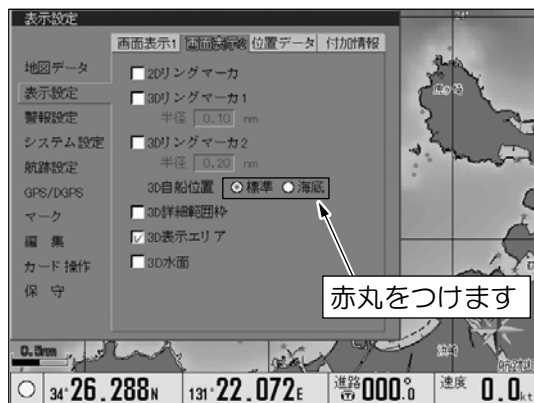 表示設定
24'
画面表示1 画面表示2 位置データ 付加情報
地図データ
表示設定
警報設定
システム設定
航跡設定
GPS/DGPS
マーク
編 集
カード操作
保 守
2Dリングマーカ
3Dリングマーカ1
半径 0.10 nm
3Dリングマーカ2
半径 0.20 nm
3D自船位置 標準 海底
3D詳細範囲枠
3D表示エリア
3D水面
虎ヶ崎
赤丸をつけます
浜崎
34°26.288N 131°22.072E 進路 000.°0 速度 0.0kt